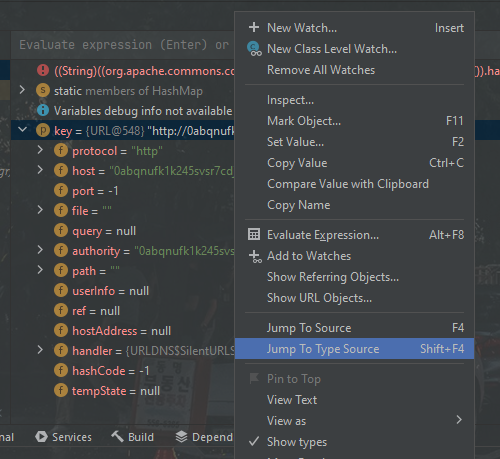 Evaluate expression (Enter) or
((String)((org.apache.commons.co
).ha
static members of HashMap
Variables debug info not available
key = {URL@548} "http://0abqnufk
protocol = "http"
host = "0abqnufk1k245svsr7cd
port = -1
file = ""
query = null
authority = "0abqnufk1k245svs
path = ""
userInfo = null
ref = null
hostAddress = null
handler = {URLDNS$SilentURLS
hashCode = -1
tempState = null
nal
Services
Build
Depend
New Watch... Insert
New Class Level Watch...
Remove All Watches
Inspect...
Mark Object... F11
Set Value... F2
Copy Value Ctrl+C
Compare Value with Clipboard
Copy Name
Evaluate Expression... Alt+F8
Add to Watches
Show Referring Objects...
Show URL Objects...
Jump To Source F4
Jump To Type Source Shift+F4
Pin to Top
View Text
View as
Show types